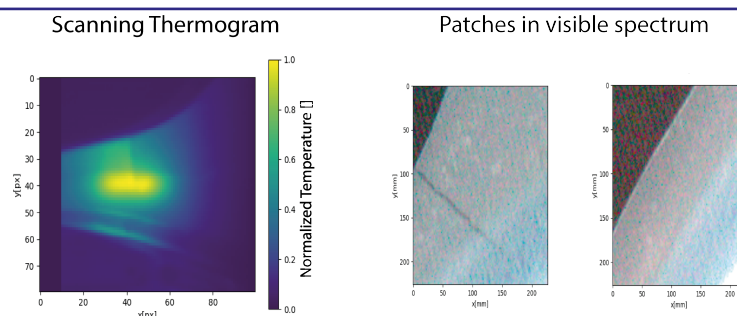 Scanning Thermogram
Patches in visible spectrum
1.0
0.8
0.6
0.4
0.2
0.0
Normalized Temperature []
0
10
20
30
40
50
60
70
y[px]
0 20 40 60 80
x[px]
0
50
100
150
200
y[mm]
0 50 100 150 200
x[mm]
0
50
100
150
200
y[mm]
0 50 100 150 200
x[mm]